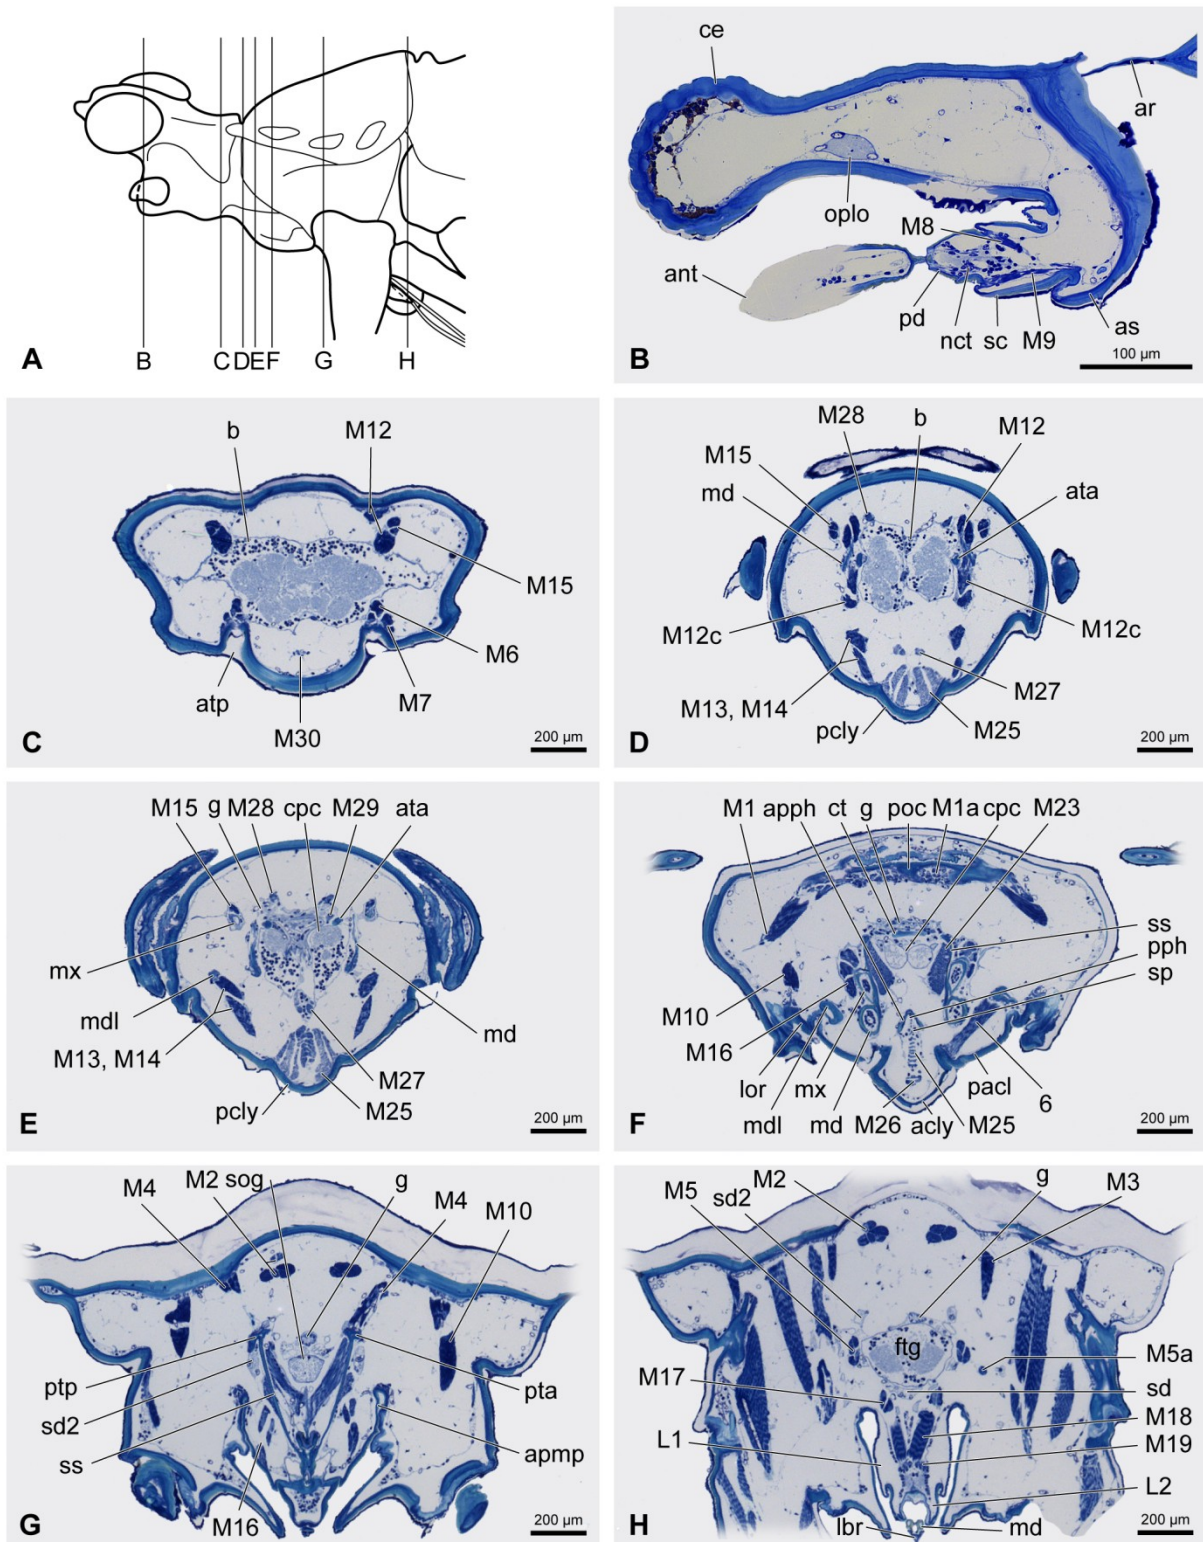 A
B C D E F G H
ce
ar
oplo
M8
ant
pd
nct sc M9
as
B
100 µm
b
M12
M15
M6
M7
atp
M30
C
200 µm
M28
b
M12
M15
md
ata
M12c
M12c
M13, M14
M27
pcly
M25
D
200 µm
M15 g M28 cpc M29 ata
mx
mdl
md
M13, M14
M27
pcly
M25
E
200 µm
M1 apph ct g poc M1a cpc M23
ss
pph
sp
M10
M16
lor
mdl
mx
md
M26
acly
M25
pacl
6
F
200 µm
M4
M2 sog
g
M4
M10
ptp
pta
sd2
ss
apmp
M16
G
200 µm
M5
sd2
M2
g
M3
ftg
M5a
M17
sd
M18
L1
M19
L2
lbr
md
H
200 µm